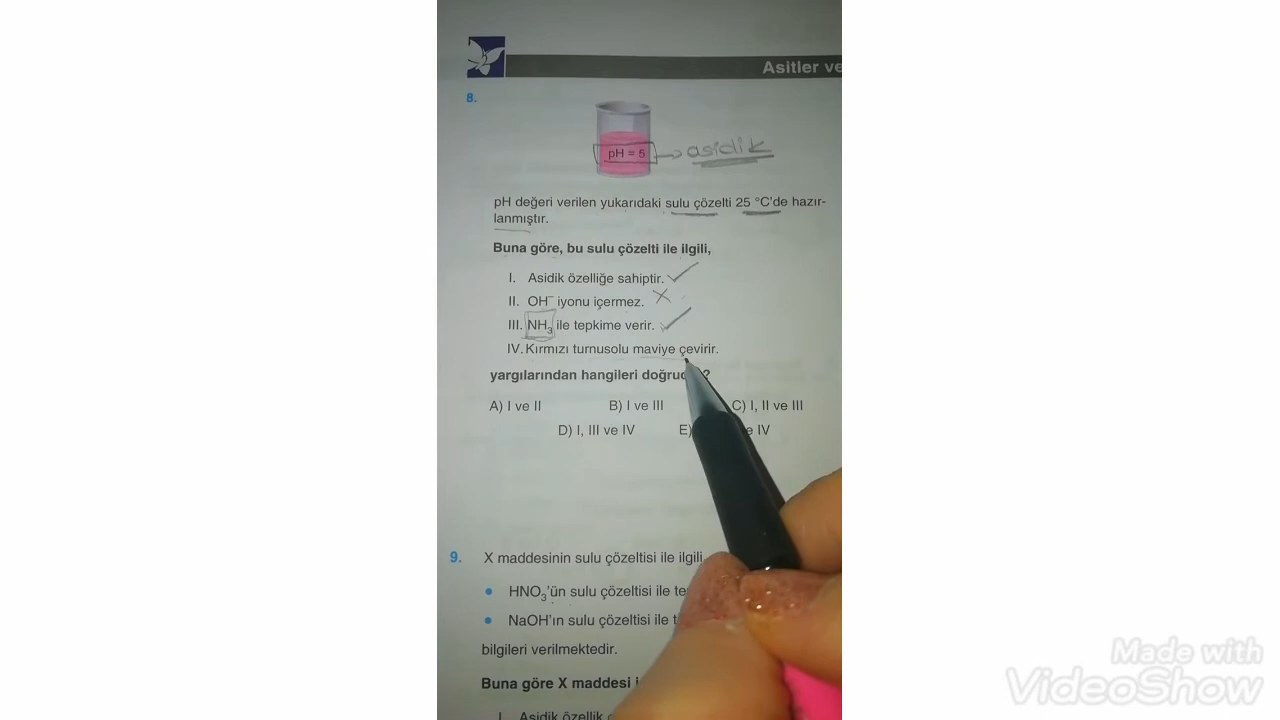 Asitler ve
8.
pH = 5
asidik
pH değeri verilen yukarıdaki sulu çözelti 25 °C'de hazır-
lanmıştır.
Buna göre, bu sulu çözelti ile ilgili,
I. Asidik özelliğe sahiptir.
II. OH⁻ iyonu içermez.
III. NH₃ ile tepkime verir.
IV. Kırmızı turnusolu maviye çevirir.
yargılarından hangileri doğrud ?
A) I ve II B) I ve III C) I, II ve III
D) I, III ve IV E) e IV
9. X maddesinin sulu çözeltisi ile ilgili
• HNO₃'ün sulu çözeltisi ile te
• NaOH'ın sulu çözeltisi ile t
bilgileri verilmektedir.
Buna göre X maddesi i
I. Asidik özellik
Made with
VideoShow